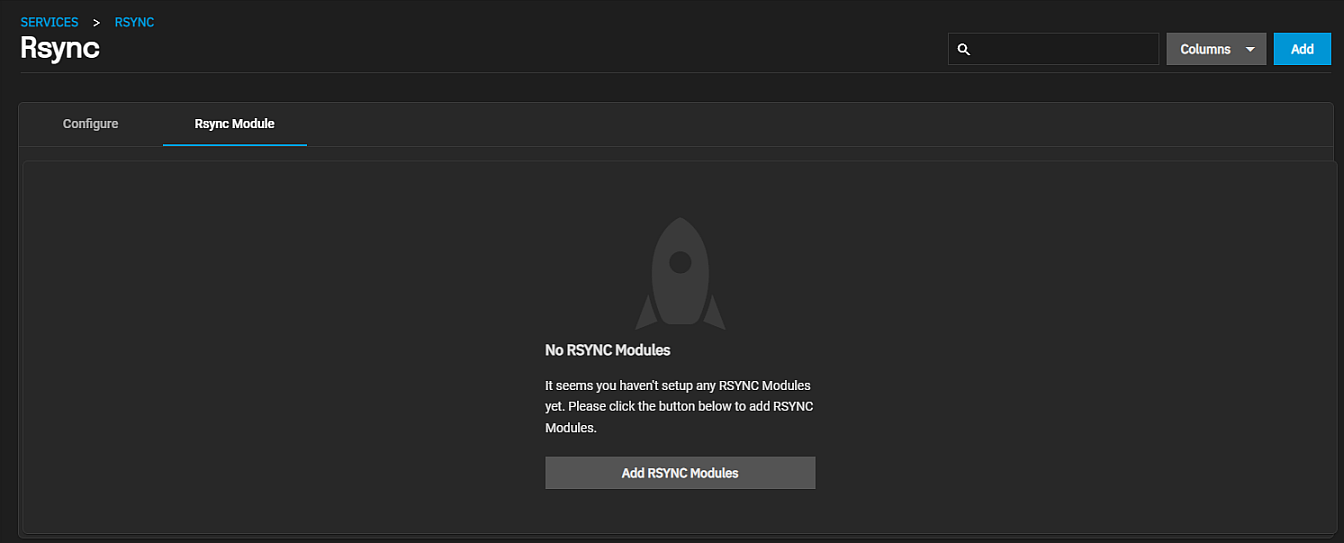 SERVICES > RSYNC
Rsync
Columns
Add
Configure
Rsync Module
No RSYNC Modules
It seems you haven't setup any RSYNC Modules
yet. Please click the button below to add RSYNC
Modules.
Add RSYNC Modules